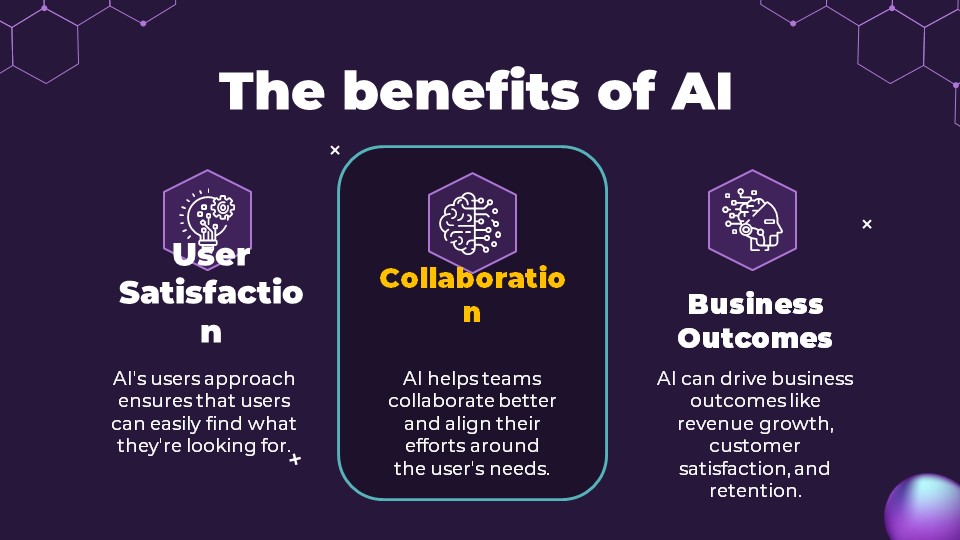 The benefits of AI
User
Satisfactio
n
AI's users approach
ensures that users
can easily find what
they're looking for.
Collaboratio
n
AI helps teams
collaborate better
and align their
efforts around
the user's needs.
Business
Outcomes
AI can drive business
outcomes like
revenue growth,
customer
satisfaction, and
retention.